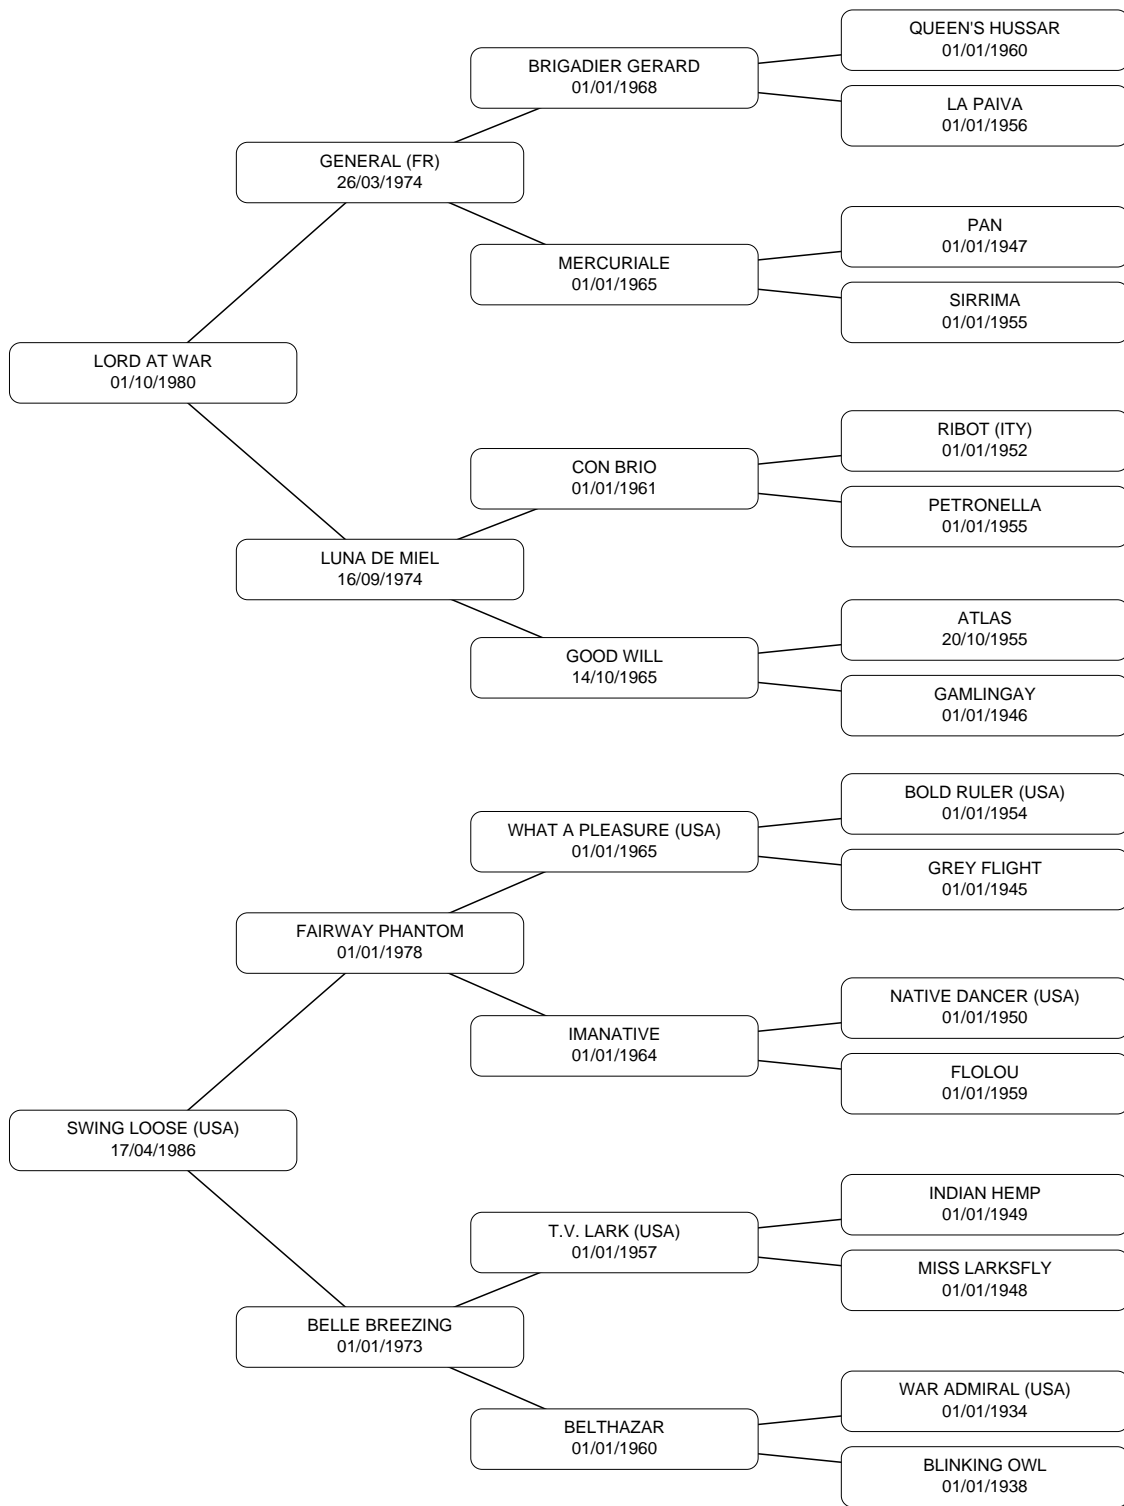 QUEEN'S HUSSAR
01/01/1960
BRIGADIER GERARD
01/01/1968
LA PAIVA
01/01/1956
GENERAL (FR)
26/03/1974
PAN
01/01/1947
MERCURIALE
01/01/1965
SIRRIMA
01/01/1955
LORD AT WAR
01/10/1980
RIBOT (ITY)
01/01/1952
CON BRIO
01/01/1961
PETRONELLA
01/01/1955
LUNA DE MIEL
16/09/1974
ATLAS
20/10/1955
GOOD WILL
14/10/1965
GAMLINGAY
01/01/1946
BOLD RULER (USA)
01/01/1954
WHAT A PLEASURE (USA)
01/01/1965
GREY FLIGHT
01/01/1945
FAIRWAY PHANTOM
01/01/1978
NATIVE DANCER (USA)
01/01/1950
IMANATIVE
01/01/1964
FLOLOU
01/01/1959
SWING LOOSE (USA)
17/04/1986
INDIAN HEMP
01/01/1949
T.V. LARK (USA)
01/01/1957
MISS LARKSFLY
01/01/1948
BELLE BREEZING
01/01/1973
WAR ADMIRAL (USA)
01/01/1934
BELTHAZAR
01/01/1960
BLINKING OWL
01/01/1938